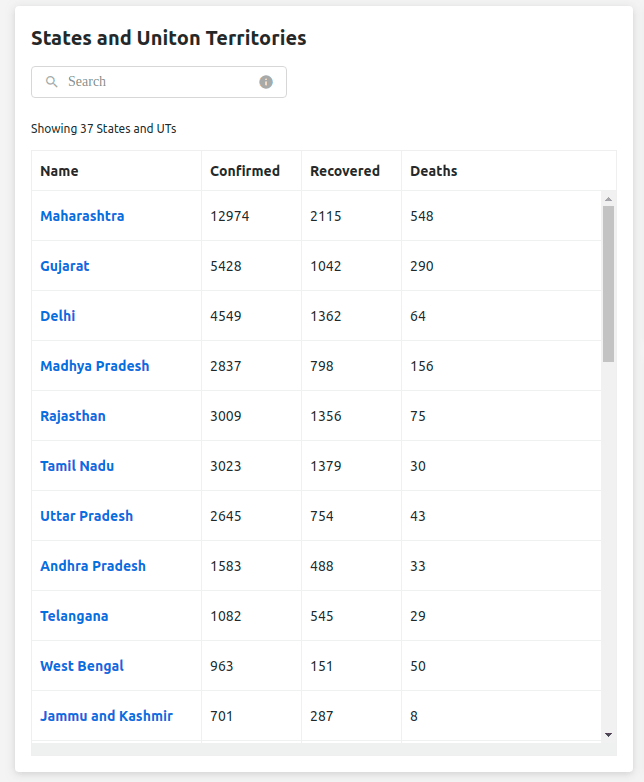 States and Uniton Territories
Search
Showing 37 States and UTs
Name Confirmed Recovered Deaths
Maharashtra 12974 2115 548
Gujarat 5428 1042 290
Delhi 4549 1362 64
Madhya Pradesh 2837 798 156
Rajasthan 3009 1356 75
Tamil Nadu 3023 1379 30
Uttar Pradesh 2645 754 43
Andhra Pradesh 1583 488 33
Telangana 1082 545 29
West Bengal 963 151 50
Jammu and Kashmir 701 287 8